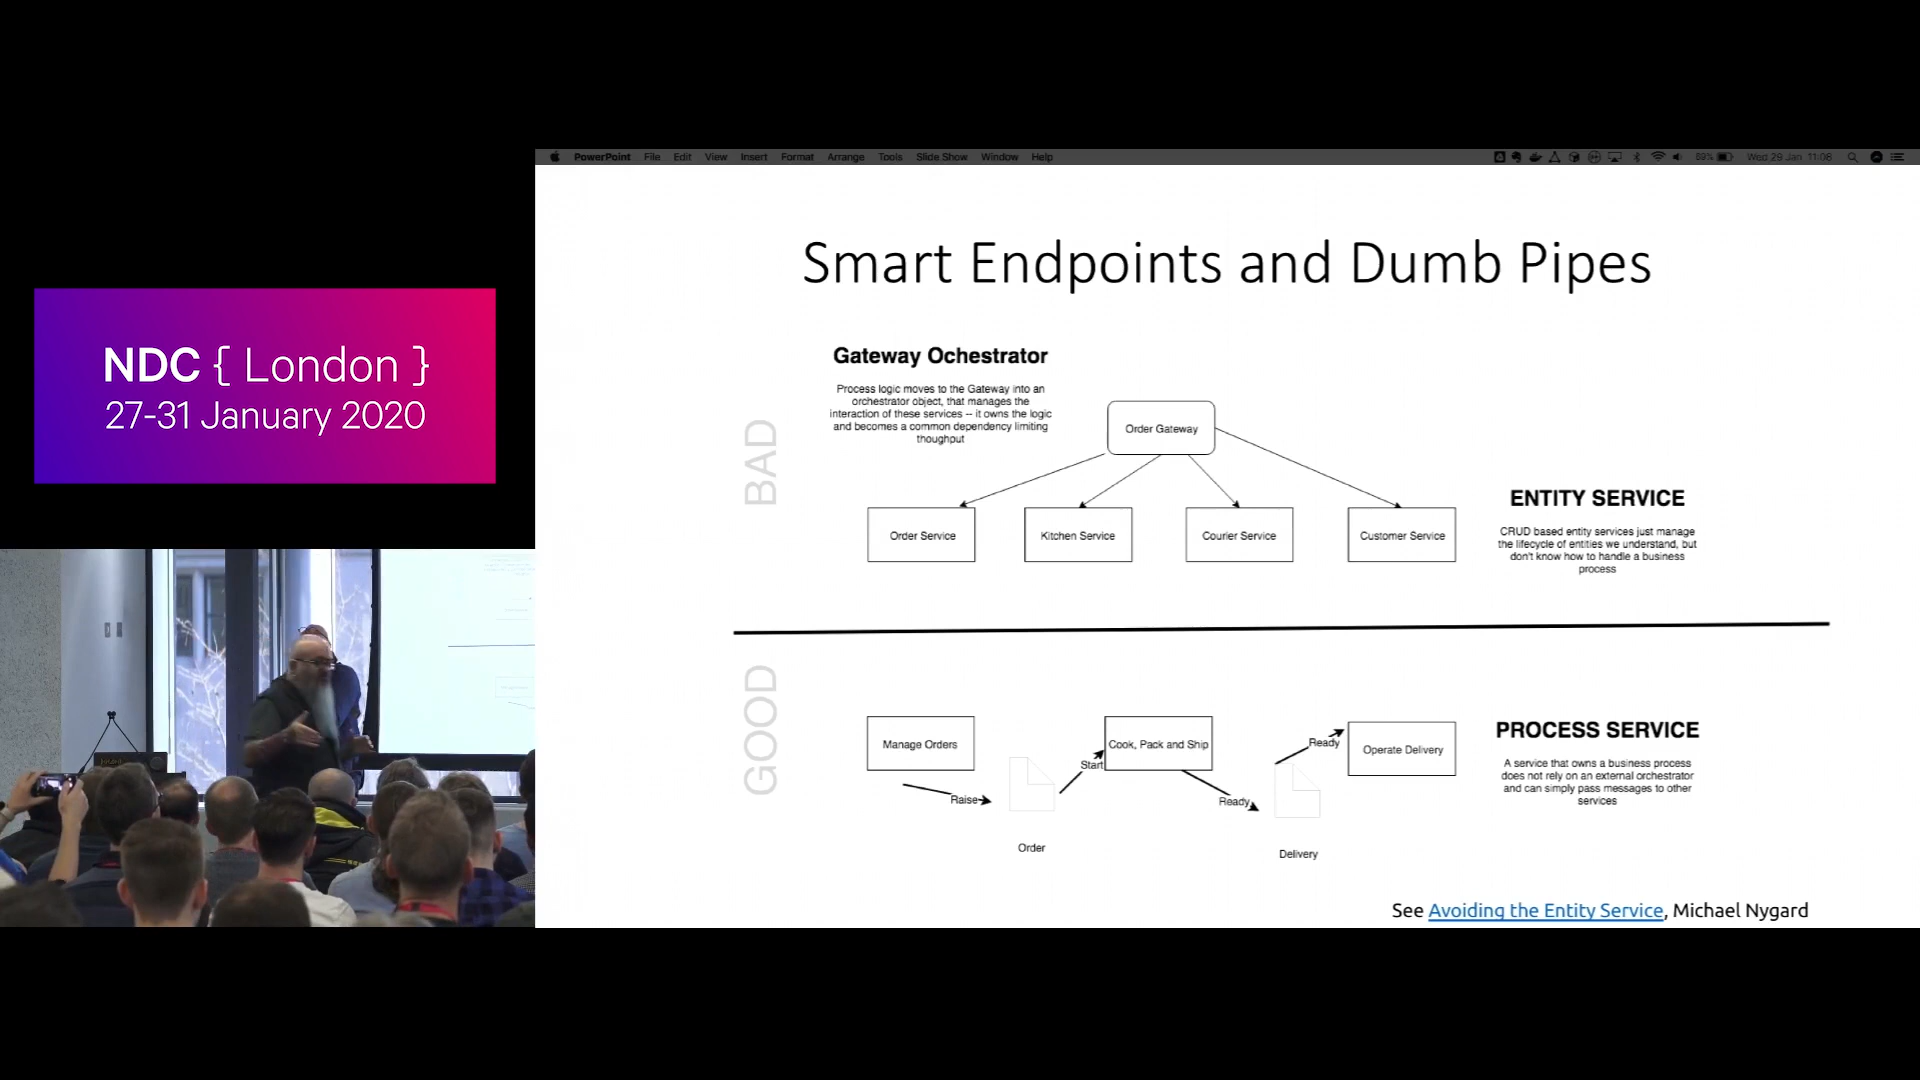 PowerPoint File Edit View Insert Format Arrange Tools Slide Show Window Help 59% Wed 29 Jan 11:08
Smart Endpoints and Dumb Pipes
NDC { London }
27-31 January 2020
BAD
Gateway Ochestrator
Process logic moves to the Gateway into an
orchestrator object, that manages the
interaction of these services -- it owns the logic
and becomes a common dependency limiting
thoughput
Order Gateway
Order Service
Kitchen Service
Courier Service
Customer Service
ENTITY SERVICE
CRUD based entity services just manage
the lifecycle of entities we understand, but
don't know how to handle a business
process
GOOD
Manage Orders
Raise
Order
Start
Cook, Pack and Ship
Ready
Delivery
Ready
Operate Delivery
PROCESS SERVICE
A service that owns a business process
does not rely on an external orchestrator
and can simply pass messages to other
services
See Avoiding the Entity Service, Michael Nygard